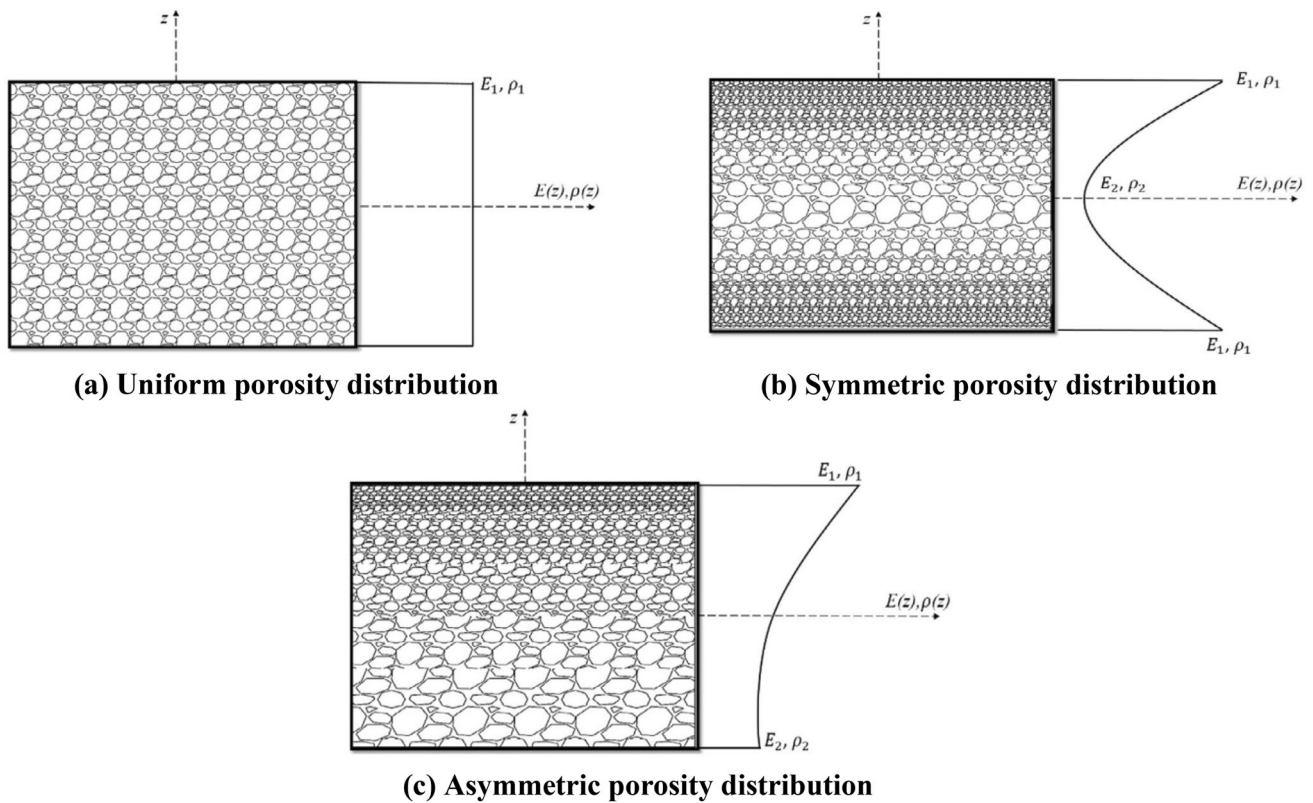 z
E₁, ρ₁
E(z),ρ(z)
(a) Uniform porosity distribution
z
E₁, ρ₁
E₂, ρ₂
E(z),ρ(z)
E₁, ρ₁
(b) Symmetric porosity distribution
z
E₁, ρ₁
E(z),ρ(z)
E₂, ρ₂
(c) Asymmetric porosity distribution